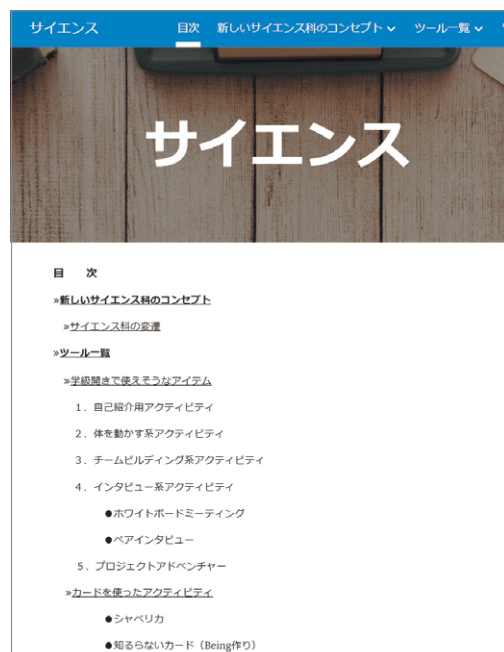 サイエンス 目次 新しいサイエンス科のコンセプト ツール一覧
サイエンス
目　次
»新しいサイエンス科のコンセプト
»サイエンス科の変遷
»ツール一覧
»学級開きで使えそうなアイテム
１．自己紹介用アクティビティ
２．体を動かす系アクティビティ
３．チームビルディング系アクティビティ
４．インタビュー系アクティビティ
●ホワイトボードミーティング
●ペアインタビュー
５．プロジェクトアドベンチャー
»カードを使ったアクティビティ
●シャベリカ
●知るらないカード（Being作り）